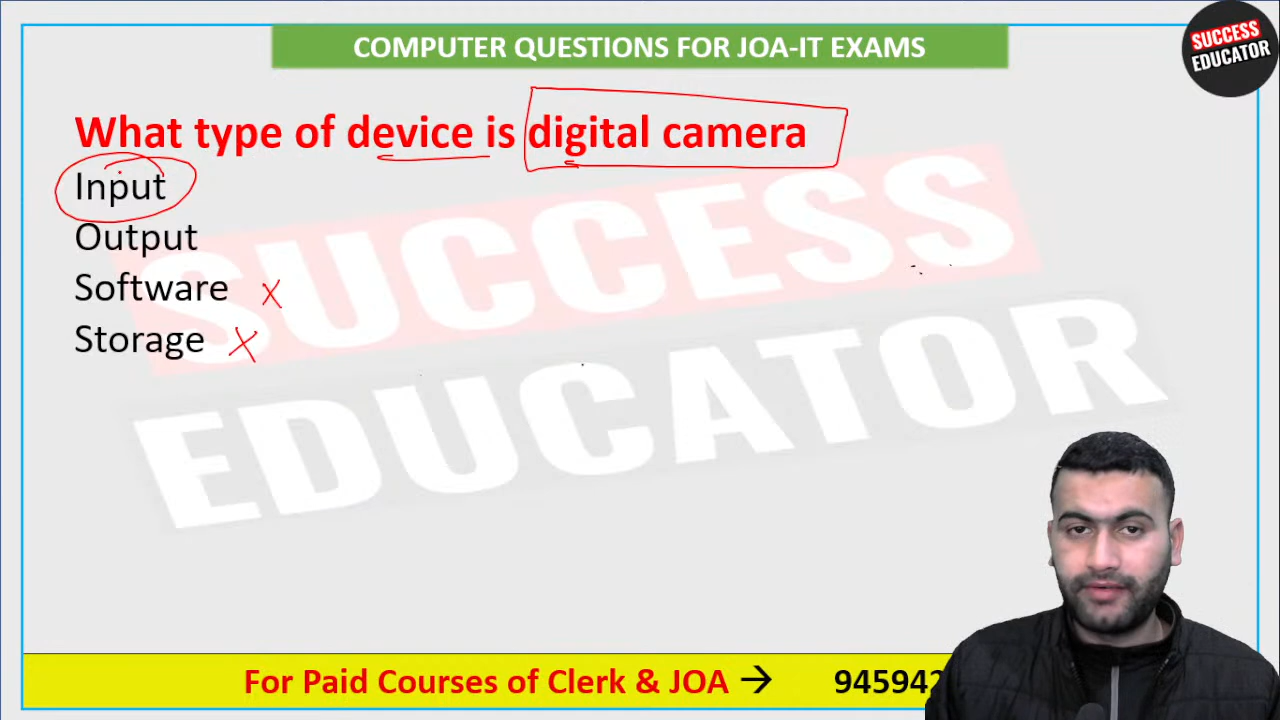 COMPUTER QUESTIONS FOR JOA-IT EXAMS
SUCCESS
EDUCATOR
What type of device is digital camera
Input
Output
Software X
Storage X
SUCCESS
EDUCATOR
For Paid Courses of Clerk & JOA → 94594